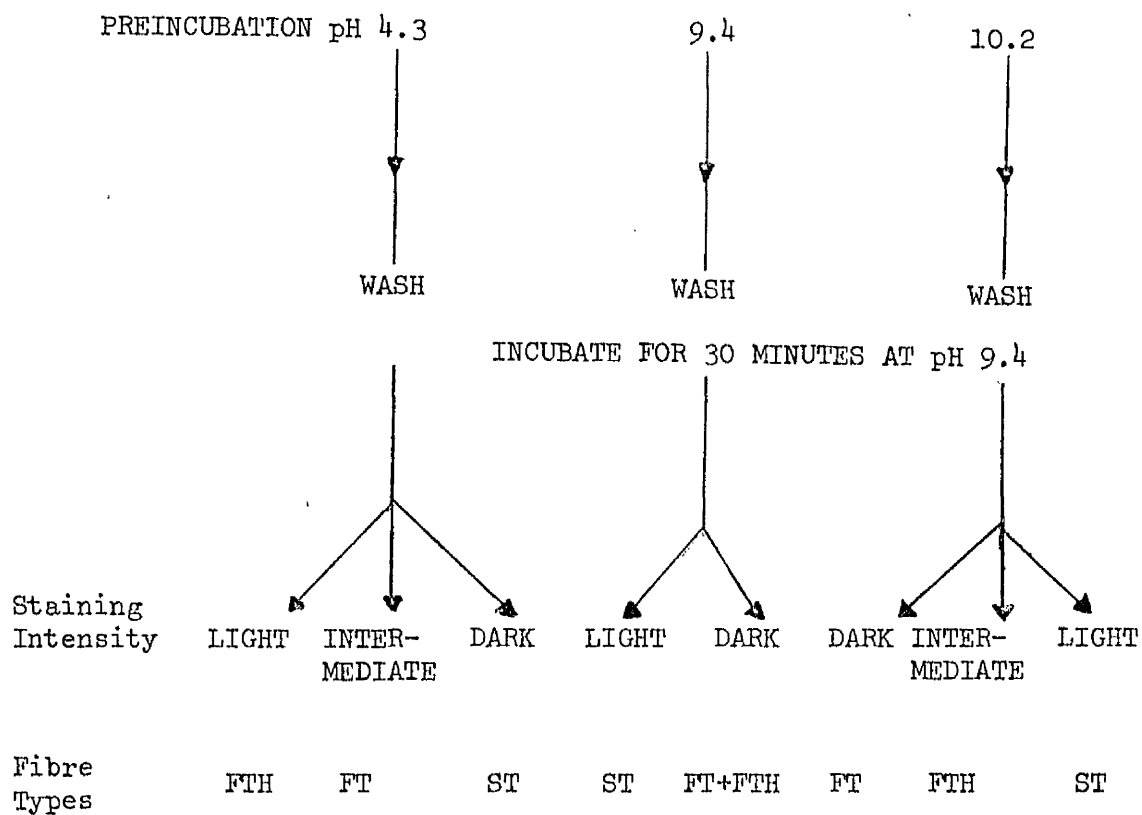 PREINCUBATION pH 4.3 9.4 10.2
WASH WASH WASH
INCUBATE FOR 30 MINUTES AT pH 9.4
Staining
Intensity LIGHT INTER- DARK LIGHT DARK DARK INTER- LIGHT
MEDIATE MEDIATE
Fibre
Types FTH FT ST ST FT+FTH FT FTH ST